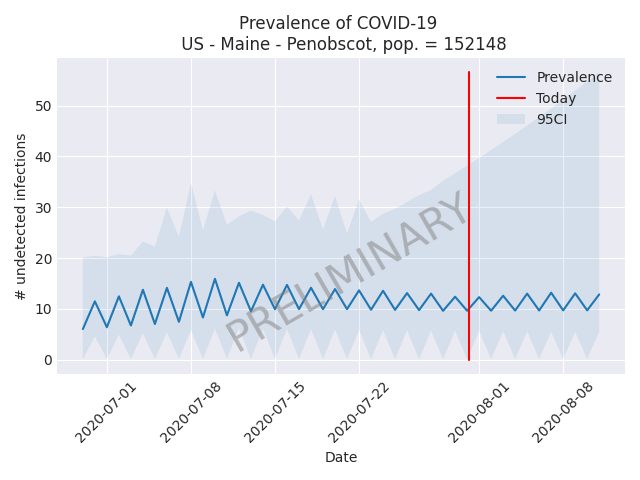 Prevalence of COVID-19
US - Maine - Penobscot, pop. = 152148
Prevalence
Today
95CI
# undetected infections
50
40
30
20
10
0
PRELIMINARY
2020-07-01
2020-07-08
2020-07-15
2020-07-22
2020-08-01
2020-08-08
Date